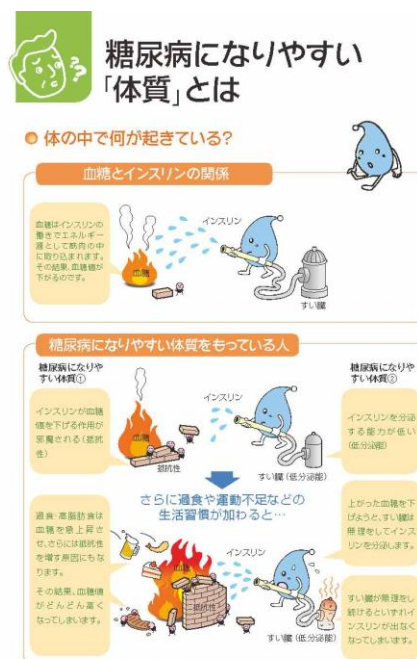 糖尿病になりやすい
「体質」とは
体の中で何が起きている?
血糖とインスリンの関係
血糖はインスリンの
働きでエネルギー
源として筋肉の中
に取り込まれます。
その結果、血糖値が
下がるのです。
インスリン
血糖
すい臓
糖尿病になりやすい体質をもっている人
糖尿病になりや
すい体質①
インスリンが血糖
値を下げる作用が
邪魔される(抵抗
性)
インスリン
血糖
抵抗性
すい臓(低分泌能)
糖尿病になりや
すい体質②
インスリンを分泌
する能力が低い
(低分泌能)
さらに過食や運動不足などの
生活習慣が加わると…
過食・高脂肪食は
血糖を急上昇さ
せ、さらには抵抗性
を増す原因にもな
ります。
その結果、血糖値
がどんどん高く
なってしまいます。
インスリン
血糖
抵抗性
すい臓(低分泌能)
上がった血糖を下
げようと、すい臓は
無理をしてインス
リンを分泌します。
すい臓が無理をし
続けるといずれイ
ンスリンが出なく
なってしまいます。